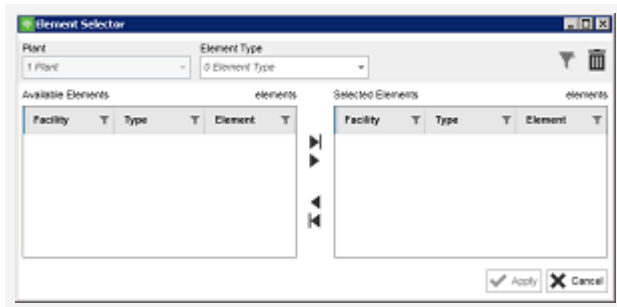 Element Selector
Plant
Element Type
1 Plant
0 Element Type
Available Elements
elements
Selected Elements
elements
Facility Type Element
Facility Type Element
Apply
Cancel